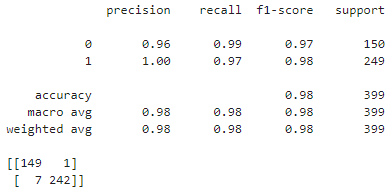 precision recall f1-score support
0 0.96 0.99 0.97 150
1 1.00 0.97 0.98 249
accuracy 0.98 399
macro avg 0.98 0.98 0.98 399
weighted avg 0.98 0.98 0.98 399
[[149 1]
[ 7 242]]